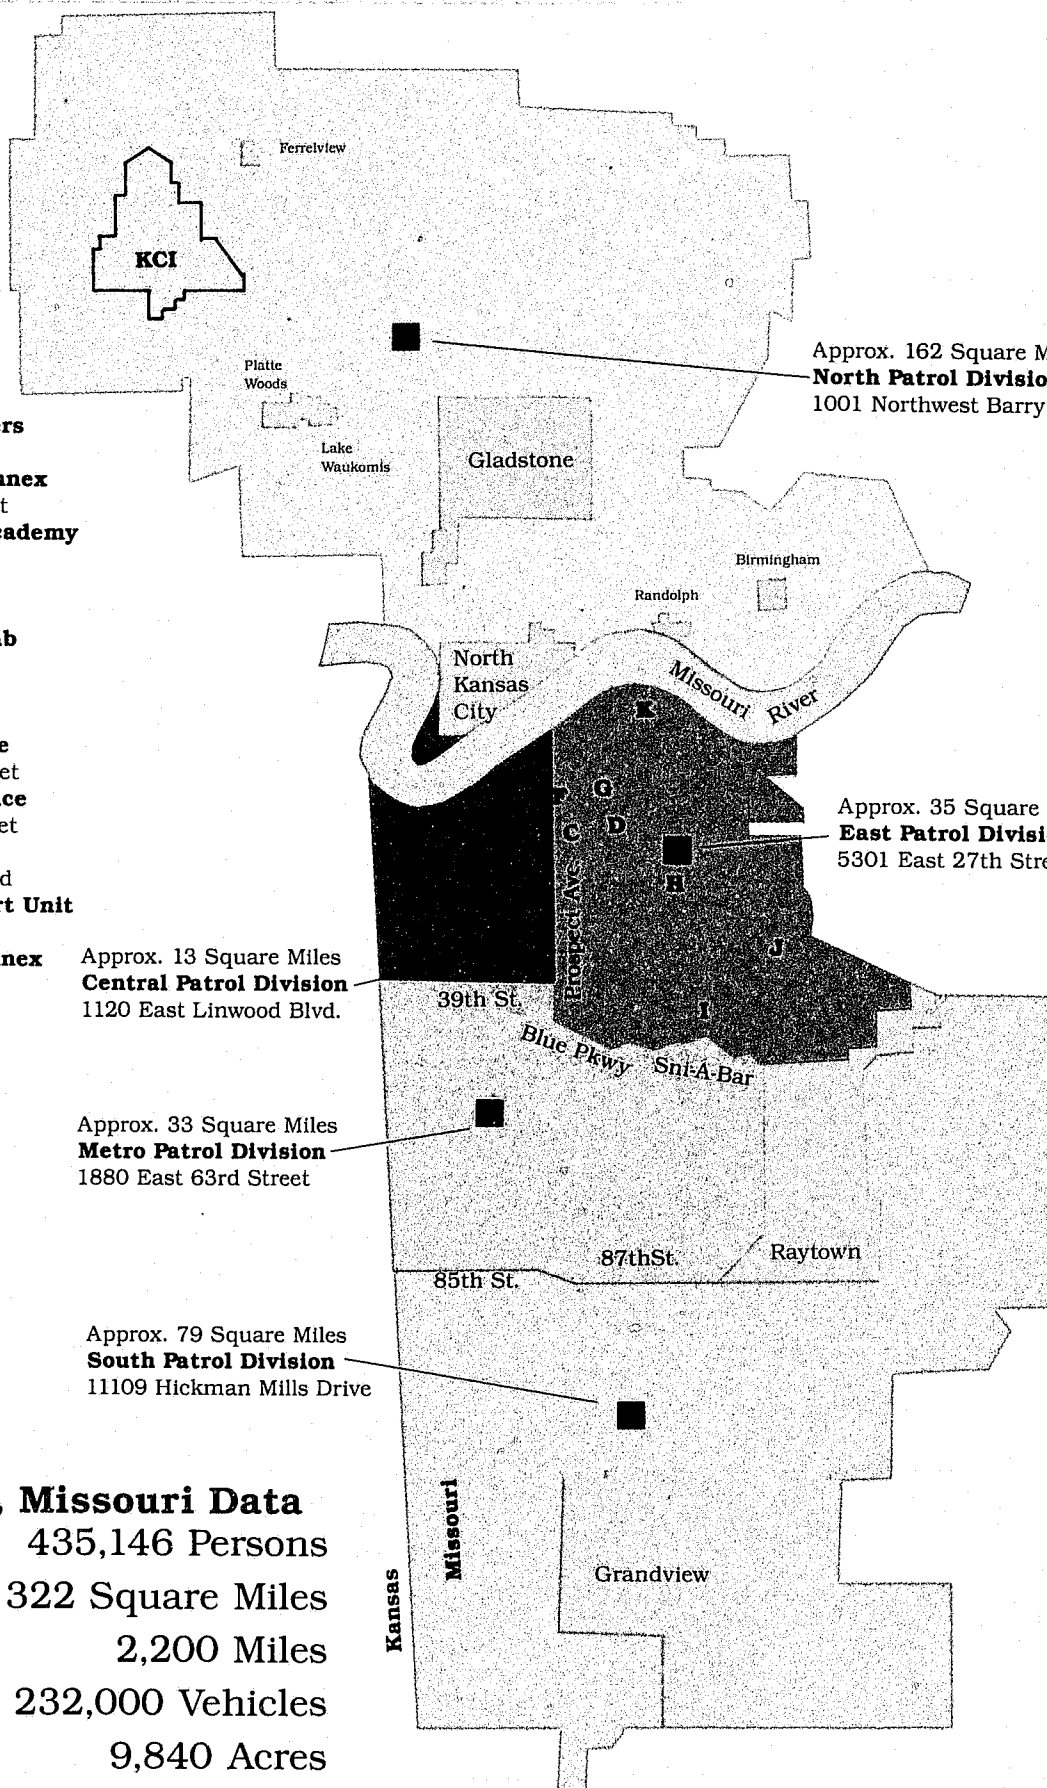 Ferrelview
KCI
Approx. 162 Square M
North Patrol Divisio
1001 Northwest Barry
Platte
Woods
Lake
Waukomis
Gladstone
rs
nnex
t
cademy
Birmingham
Randolph
ab
North
Kansas
City
Missouri River
K
e
et
ce
et
d
rt Unit
nex
G
C
D
H
J
I
Prospect Ave.
Approx. 35 Square
East Patrol Divisi
5301 East 27th Stre
Approx. 13 Square Miles
Central Patrol Division
1120 East Linwood Blvd.
39th St.
Blue Pkwy
Sni-A-Bar
Approx. 33 Square Miles
Metro Patrol Division
1880 East 63rd Street
87thSt.
Raytown
85th St.
Approx. 79 Square Miles
South Patrol Division
11109 Hickman Mills Drive
Missouri
Kansas
Grandview
, Missouri Data
435,146 Persons
322 Square Miles
2,200 Miles
232,000 Vehicles
9,840 Acres